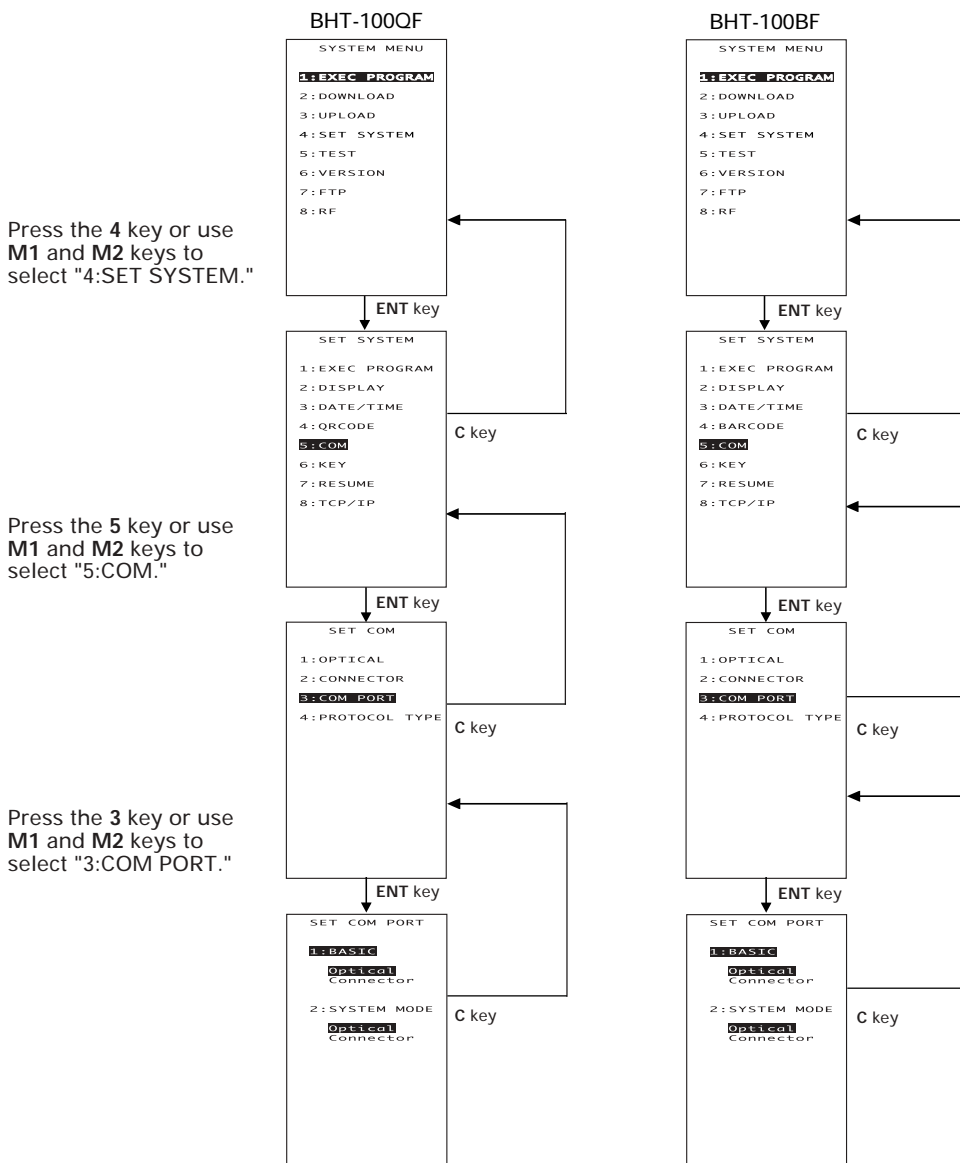 BHT-100QF
SYSTEM MENU
1:EXEC PROGRAM
2:DOWNLOAD
3:UPLOAD
4:SET SYSTEM
5:TEST
6:VERSION
7:FTP
8:RF
BHT-100BF
SYSTEM MENU
1:EXEC PROGRAM
2:DOWNLOAD
3:UPLOAD
4:SET SYSTEM
5:TEST
6:VERSION
7:FTP
8:RF
Press the 4 key or use
M1 and M2 keys to
select "4:SET SYSTEM."
ENT key
ENT key
SET SYSTEM
1:EXEC PROGRAM
2:DISPLAY
3:DATE/TIME
4:QRCODE
5:COM
6:KEY
7:RESUME
8:TCP/IP
C key
SET SYSTEM
1:EXEC PROGRAM
2:DISPLAY
3:DATE/TIME
4:BARCODE
5:COM
6:KEY
7:RESUME
8:TCP/IP
C key
Press the 5 key or use
M1 and M2 keys to
select "5:COM."
ENT key
ENT key
SET COM
1:OPTICAL
2:CONNECTOR
3:COM PORT
4:PROTOCOL TYPE
C key
SET COM
1:OPTICAL
2:CONNECTOR
3:COM PORT
4:PROTOCOL TYPE
C key
Press the 3 key or use
M1 and M2 keys to
select "3:COM PORT."
ENT key
ENT key
SET COM PORT
1:BASIC
Optical
Connector
2:SYSTEM MODE
Optical
Connector
C key
SET COM PORT
1:BASIC
Optical
Connector
2:SYSTEM MODE
Optical
Connector
C key